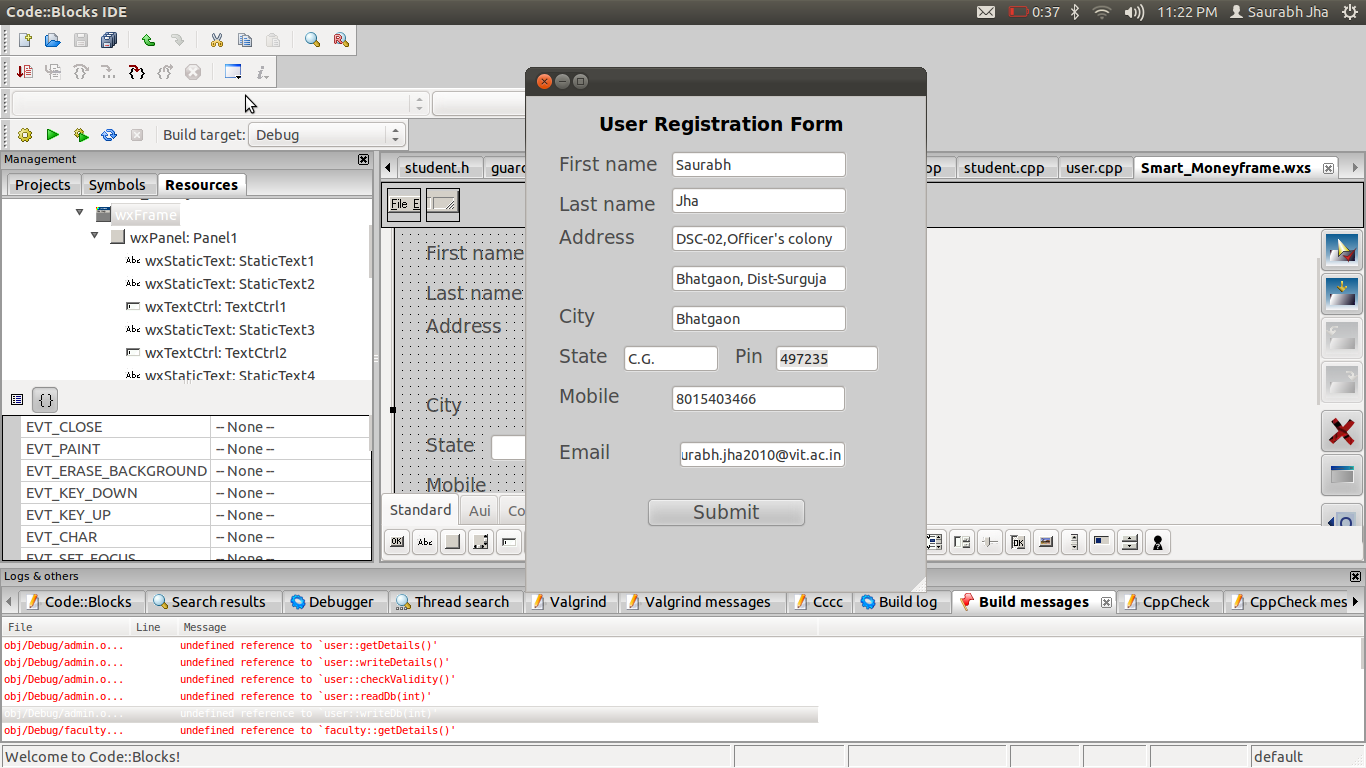 Code::Blocks IDE
0:37 11:22 PM Saurabh Jha
Build target: Debug
Management
Projects Symbols Resources
wxFrame
wxPanel: Panel1
Abc wxStaticText: StaticText1
Abc wxStaticText: StaticText2
wxTextCtrl: TextCtrl1
Abc wxStaticText: StaticText3
wxTextCtrl: TextCtrl2
Abc wxStaticText: StaticText4
{}
EVT_CLOSE -- None --
EVT_PAINT -- None --
EVT_ERASE_BACKGROUND -- None --
EVT_KEY_DOWN -- None --
EVT_KEY_UP -- None --
EVT_CHAR -- None --
EVT_SET_FOCUS -- None --
student.h guard op student.cpp user.cpp Smart_Moneyframe.wxs
File E
First name
Last name
Address
City
State
Mobile
Standard Aui Co
OK Abc
User Registration Form
First name Saurabh
Last name Jha
Address DSC-02,Officer's colony
Bhatgaon, Dist-Surguja
City Bhatgaon
State C.G. Pin 497235
Mobile 8015403466
Email urabh.jha2010@vit.ac.in
Submit
Logs & others
Code::Blocks Search results Debugger Thread search Valgrind Valgrind messages Cccc Build log Build messages CppCheck CppCheck mes
File Line Message
obj/Debug/admin.o... undefined reference to `user::getDetails()'
obj/Debug/admin.o... undefined reference to `user::writeDetails()'
obj/Debug/admin.o... undefined reference to `user::checkValidity()'
obj/Debug/admin.o... undefined reference to `user::readDb(int)'
obj/Debug/admin.o... undefined reference to `user::writeDb(int)'
obj/Debug/faculty... undefined reference to `faculty::getDetails()'
Welcome to Code::Blocks! default